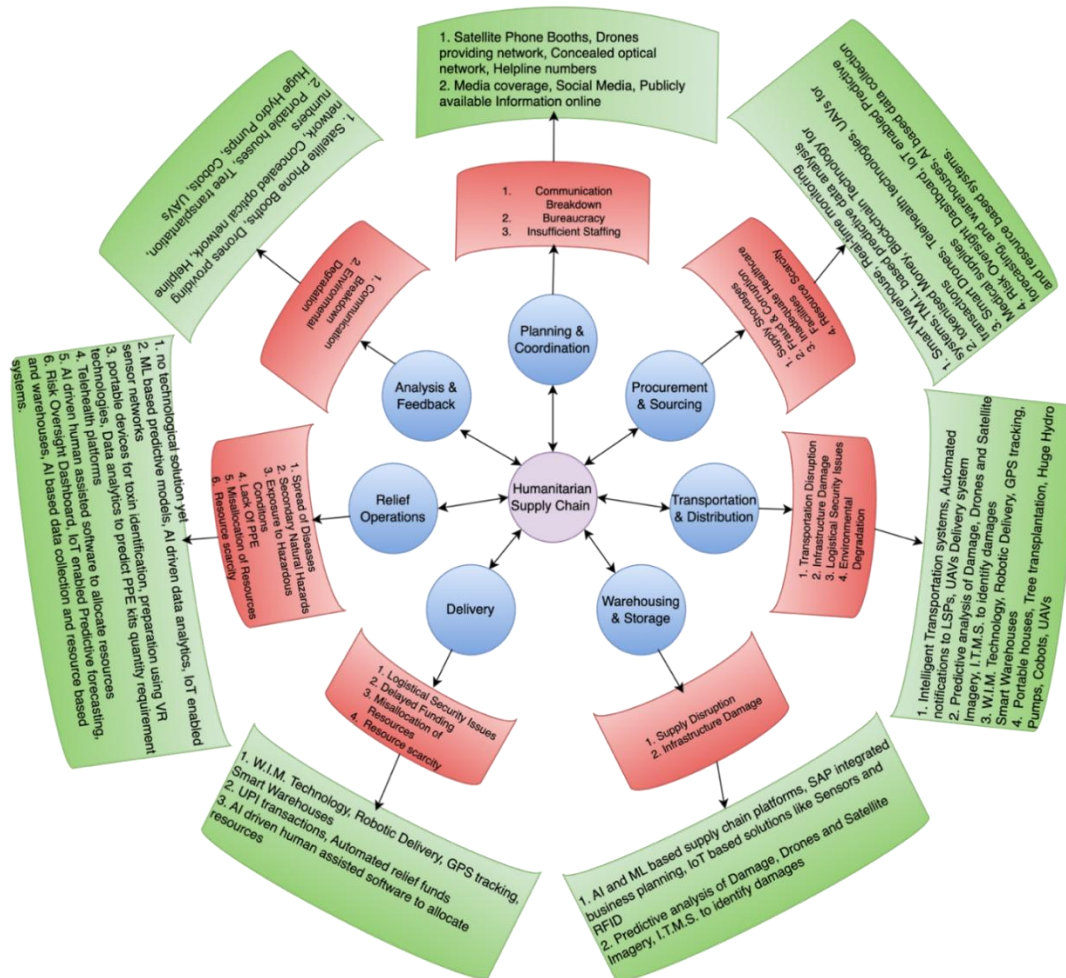 Humanitarian
Supply Chain
Planning &
Coordination
1. Communication
Breakdown
2. Bureaucracy
3. Insufficient Staffing
1. Satellite Phone Booths, Drones
providing network, Concealed optical
network, Helpline numbers
2. Media coverage, Social Media, Publicly
available Information online
Procurement
& Sourcing
1. Supply Shortages
2. Fraud & Corruption
3. Inadequate Healthcare
Facilities
4. Resource Scarcity
1. Smart Warehouse, Real-time monitoring
systems,TML based predictive data analysis
2. tokenised Money, Blockchain Technology for
transactions
3. Smart Drones, Telehealth technologies, UAVs for
Medical Supplies
4. Risk Oversight Dashboard, IoT enabled Predictive
forecasting and warehouses, AI based data collection
and resource based systems.
Transportation
& Distribution
1. Transportation Disruption
2. Infrastructure Damage
3. Logistical Security Issues
4. Environmental
Degradation
1. Intelligent Transportation systems, Automated
notifications to LSPs, UAVs Delivery system
2. Predictive analysis of Damage, Drones and Satellite
Imagery, I.T.M.S. to identify damages
3. W.I.M. Technology, Robotic Delivery, GPS tracking,
Smart Warehouses
4. Portable houses, Tree transplantation, Huge Hydro
Pumps, Cobots, UAVs
Warehousing
& Storage
1. Supply Disruption
2. Infrastructure Damage
1. AI and ML based supply chain platforms, SAP integrated
business planning, IoT based solutions like Sensors and
RFID
2. Predictive analysis of Damage, Drones and Satellite
Imagery, I.T.M.S. to identify damages
Delivery
1. Logistical Security Issues
2. Delayed Funding
3. Misallocation of
Resources
4. Resource scarcity
1. W.I.M. Technology, Robotic Delivery, GPS tracking,
Smart Warehouses
2. UPI transactions, Automated relief funds
3. AI driven human assisted software to allocate
resources
Relief
Operations
1. Spread of Diseases
2. Secondary Natural Hazards
3. Exposure to Hazardous
Conditons
4. Lack Of PPE
5. Misallocation of Resources
6. Resource scarcity
1. no technological solution yet
2. ML based predictive models, AI driven data analytics, IoT enabled
sensor networks
3. portable devices for toxin identification, preparation using VR
technologies, Data analytics to predict PPE kits quantity requirement
4. Telehealth platforms
5. AI driven human assisted software to allocate resources
6. Risk Oversight Dashboard, IoT enabled Predictive forecasting,
and warehouses, AI based data collection and resource based
systems.
Analysis &
Feedback
1. Communication
Breakdown
2. Environmental
Degradation
1. Satellite Phone Booths, Drones providing
network, Concealed optical network, Helpline
numbers
2. Portable houses, Tree transplantation,
Huge Hydro Pumps, Cobots, UAVs